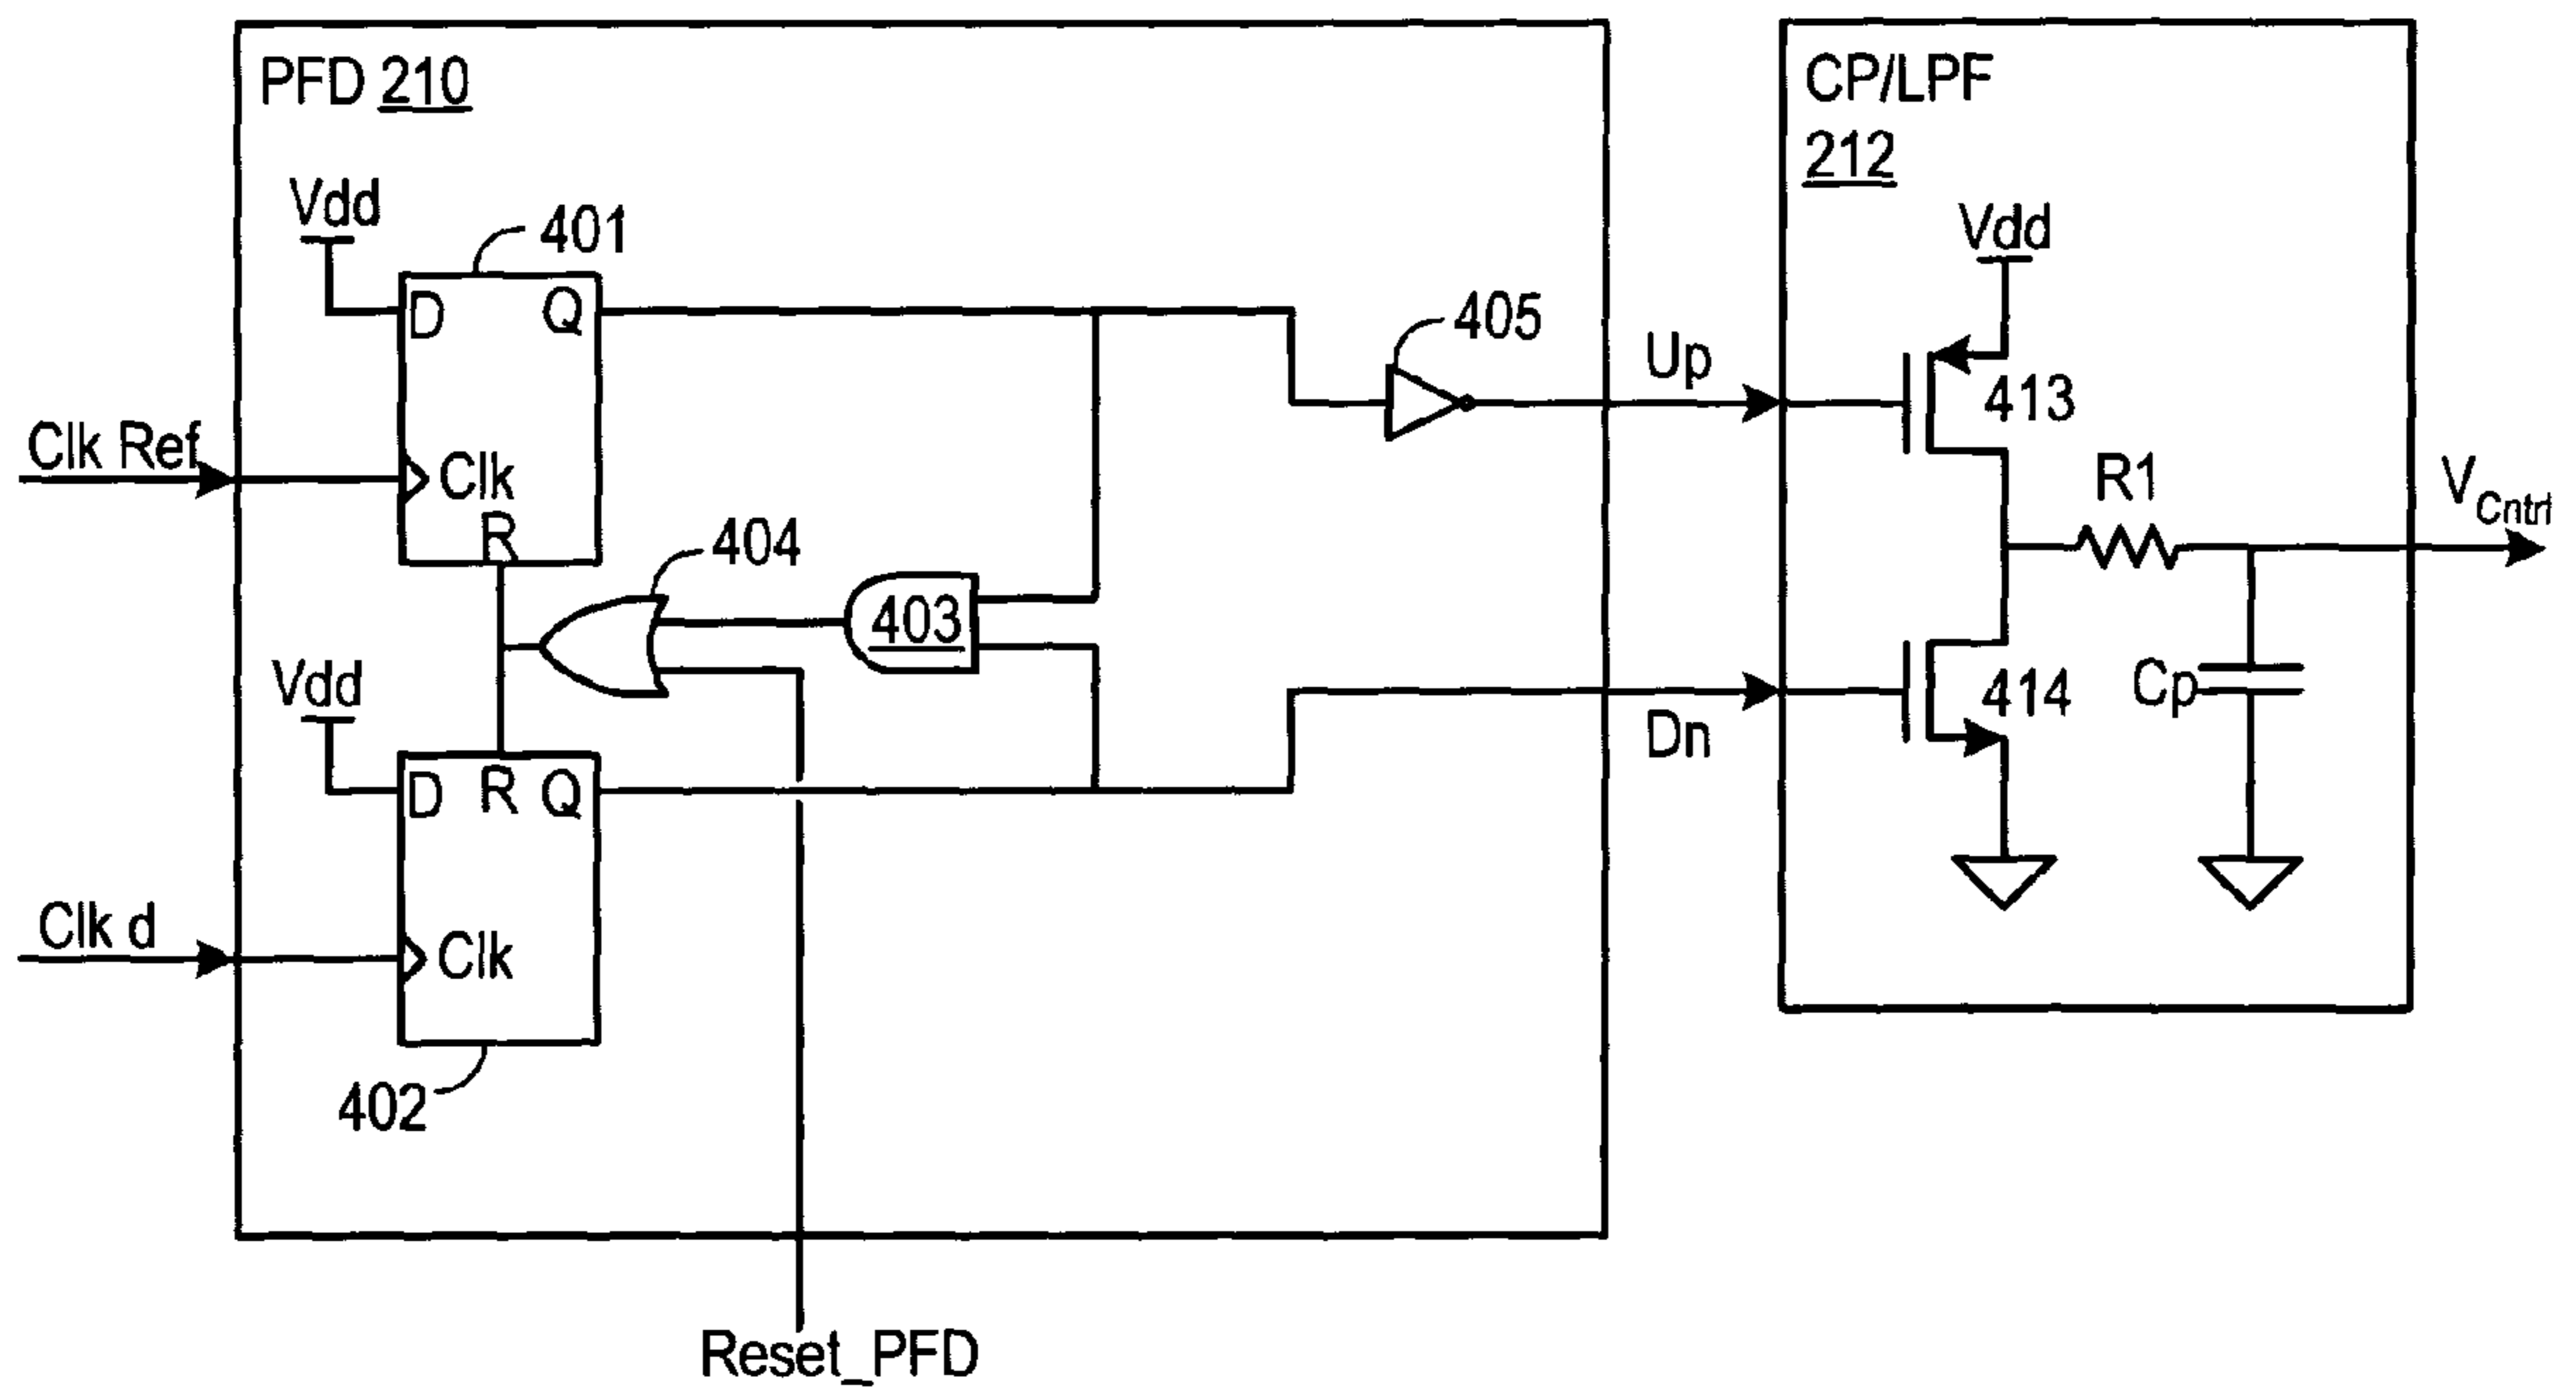 PFD 210
CP/LPF
212
Vdd
401
D
Q
405
Up
Vdd
413
Clk Ref
Clk
R
404
403
R1
VCntrl
Vdd
D
R
Q
Dn
414
Cp
Clk d
Clk
402
Reset_PFD